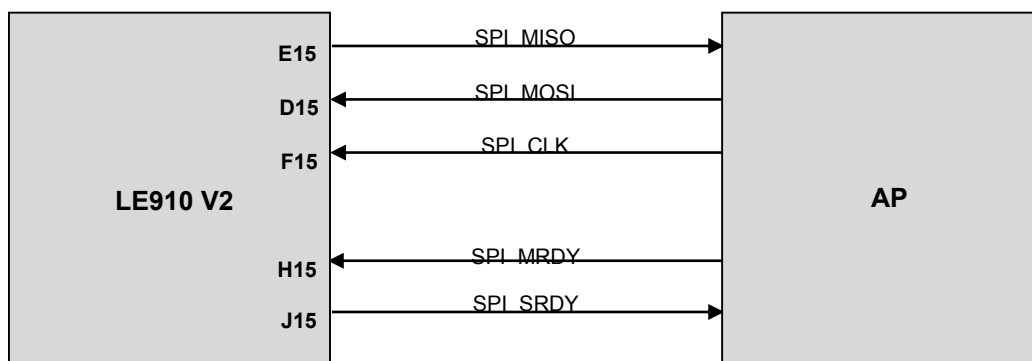 SPI_MISO
E15
SPI_MOSI
D15
SPI_CLK
F15
LE910 V2
AP
SPI_MRDY
H15
SPI_SRDY
J15